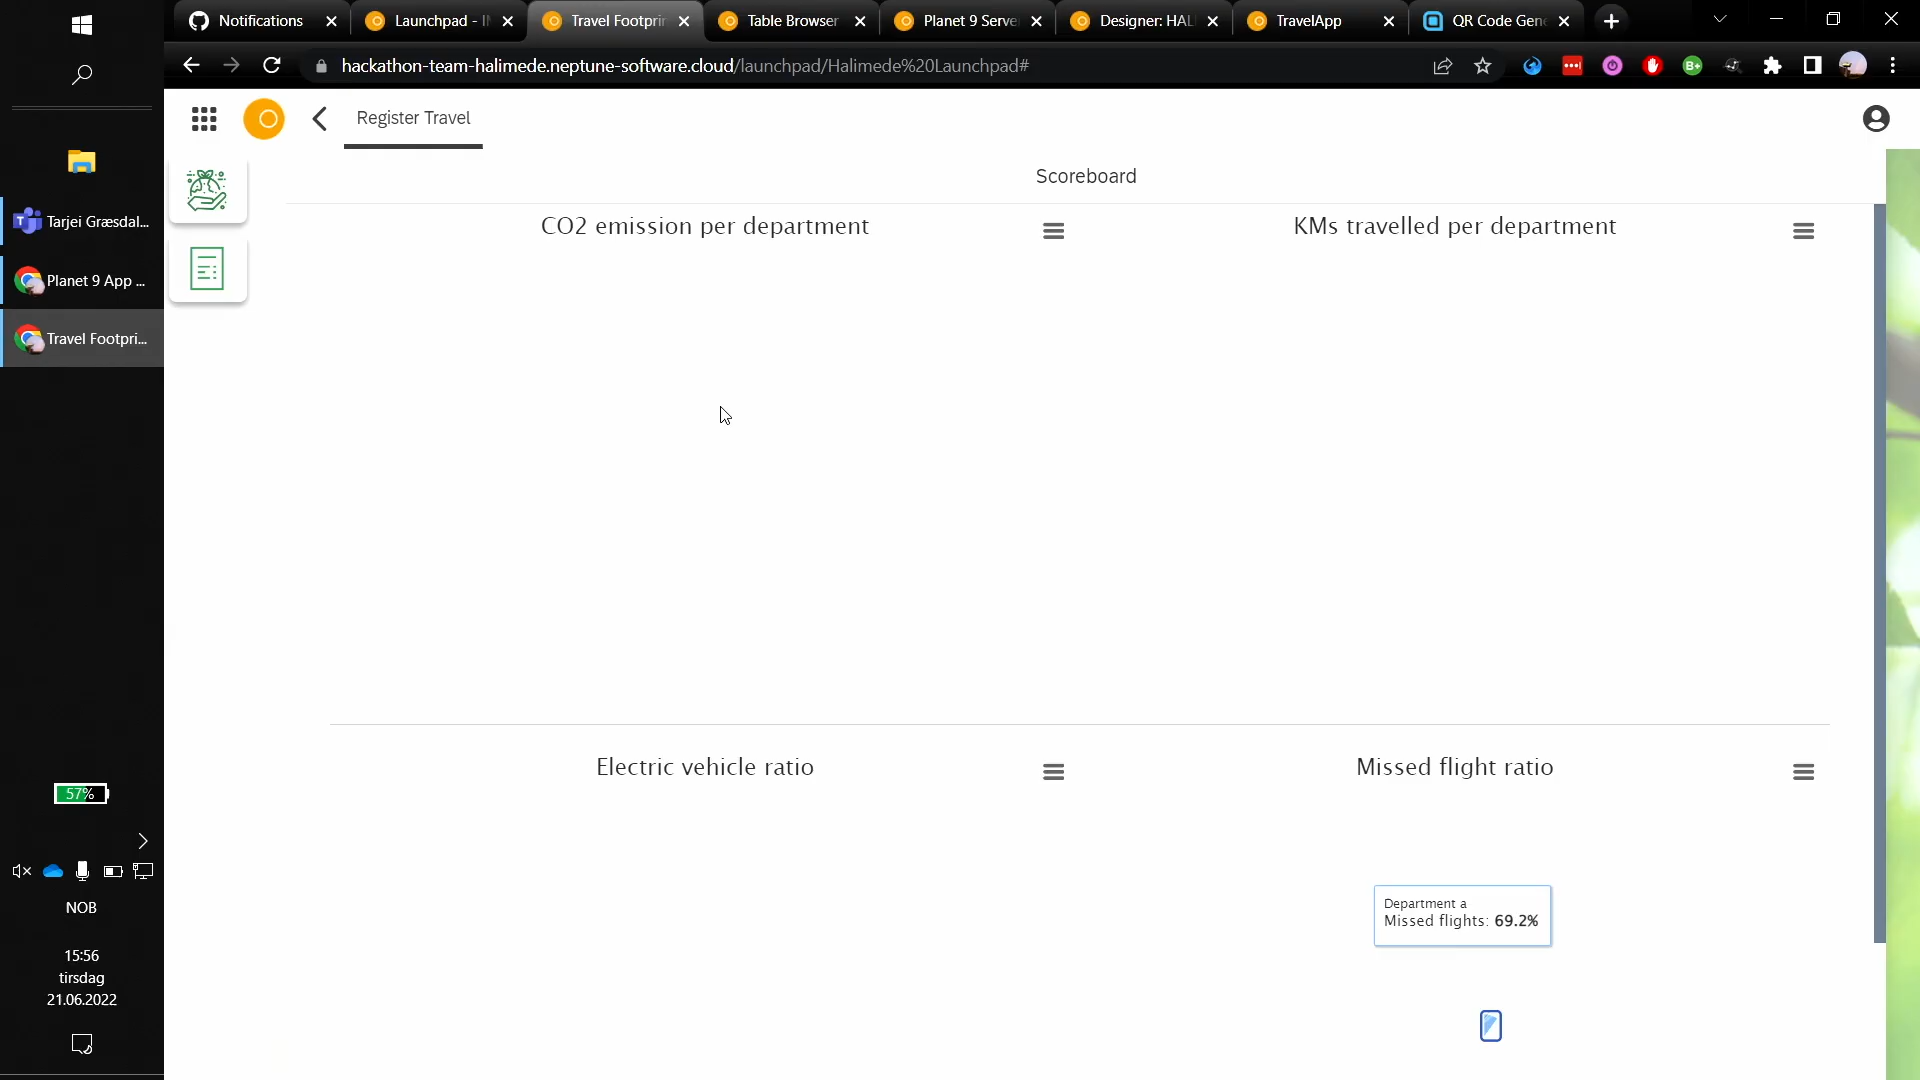 Notifications
Launchpad - I
Travel Footprin
Table Browser
Planet 9 Serve
Designer: HAL
TravelApp
QR Code Gene
hackathon-team-halimede.neptune-software.cloud/launchpad/Halimede%20Launchpad#
Register Travel
Tarjei Græsdal...
Planet 9 App ...
Travel Footpri...
Scoreboard
CO2 emission per department
KMs travelled per department
Electric vehicle ratio
Missed flight ratio
Department a
Missed flights: 69.2%
57%
NOB
15:56
tirsdag
21.06.2022
B+